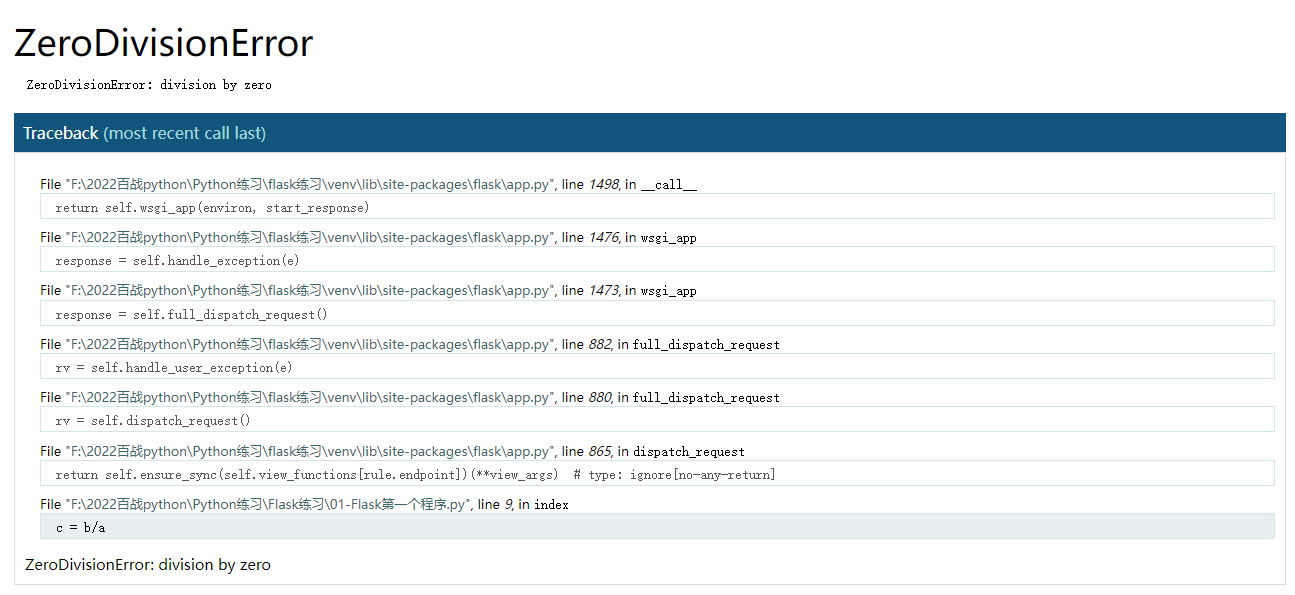 ZeroDivisionError
ZeroDivisionError: division by zero
Traceback (most recent call last)
File "F:\2022百战python\Python练习\flask练习\venv\lib\site-packages\flask\app.py", line 1498, in __call__
return self.wsgi_app(environ, start_response)
File "F:\2022百战python\Python练习\flask练习\venv\lib\site-packages\flask\app.py", line 1476, in wsgi_app
response = self.handle_exception(e)
File "F:\2022百战python\Python练习\flask练习\venv\lib\site-packages\flask\app.py", line 1473, in wsgi_app
response = self.full_dispatch_request()
File "F:\2022百战python\Python练习\flask练习\venv\lib\site-packages\flask\app.py", line 882, in full_dispatch_request
rv = self.handle_user_exception(e)
File "F:\2022百战python\Python练习\flask练习\venv\lib\site-packages\flask\app.py", line 880, in full_dispatch_request
rv = self.dispatch_request()
File "F:\2022百战python\Python练习\flask练习\venv\lib\site-packages\flask\app.py", line 865, in dispatch_request
return self.ensure_sync(self.view_functions[rule.endpoint])(**view_args)  # type: ignore[no-any-return]
File "F:\2022百战python\Python练习\Flask练习\01-Flask第一个程序.py", line 9, in index
c = b/a
ZeroDivisionError: division by zero